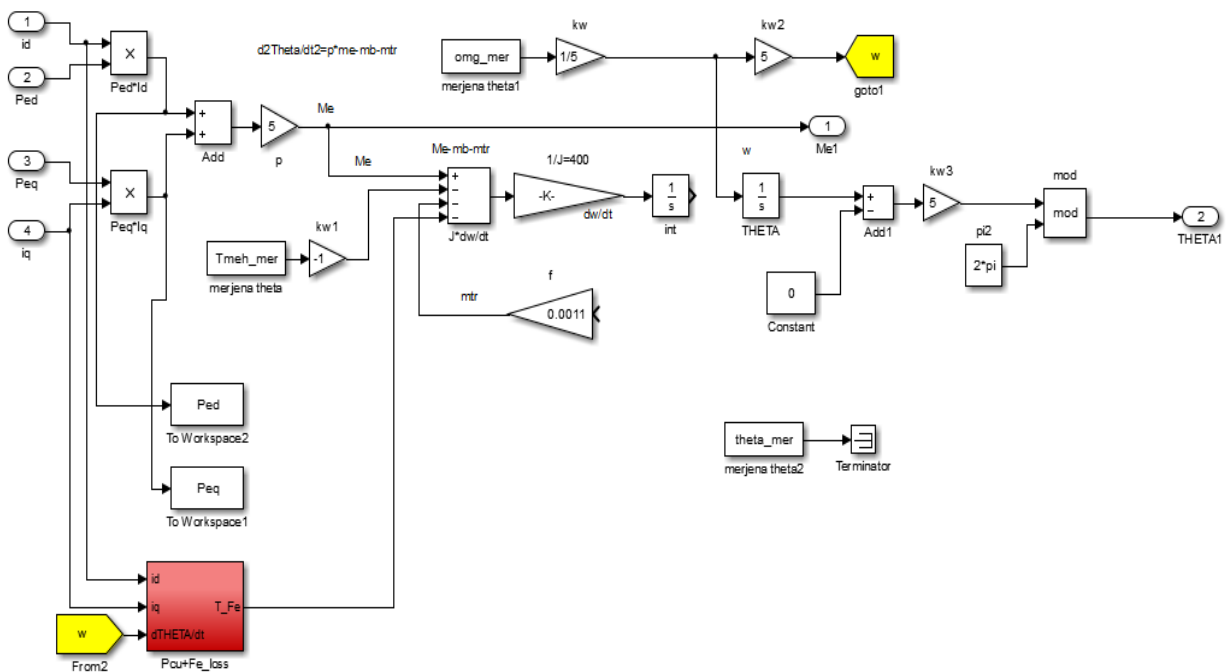 1
id
2
Ped
X
Ped*Id
3
Peq
X
Peq*Iq
4
iq
+
+
Add
5
p
Me
d2Theta/dt2=p*me-mb-mtr
omg_mer
merjena theta1
kw
1/5
kw2
5
w
goto1
1
Me1
Me
Me-mb-mtr
+
−
−
−
J*dw/dt
1/J=400
-K-
dw/dt
1
s
int
w
1
s
THETA
+
−
Add1
kw3
5
mod
mod
pi2
2*pi
2
THETA1
kw1
Tmeh_mer
-1
merjena theta
mtr
f
0.0011
0
Constant
Ped
To Workspace2
Peq
To Workspace1
theta_mer
merjena theta2
Terminator
id
iq
T_Fe
dTHETA/dt
Pcu+Fe_loss
w
From2